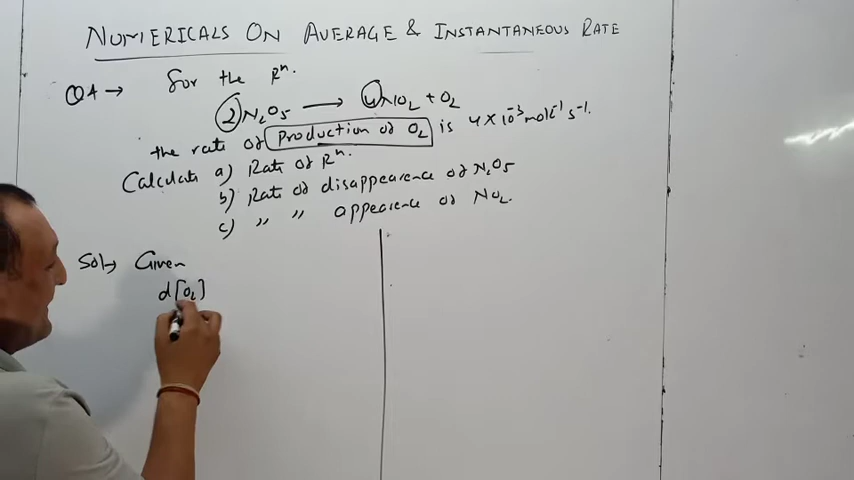 NUMERICALS ON AVERAGE & INSTANTANEOUS RATE
Q4 → for the Rⁿ.
2N₂O₅ ⟶ 4NO₂ + O₂
the rate of production of O₂ is 4 × 10⁻³ mol L⁻¹ s⁻¹.
Calculate a) Rate of Rⁿ.
b) Rate of disappearence of N₂O₅
c) " " appearence of NO₂.
Sol→ Given
d[O₂]